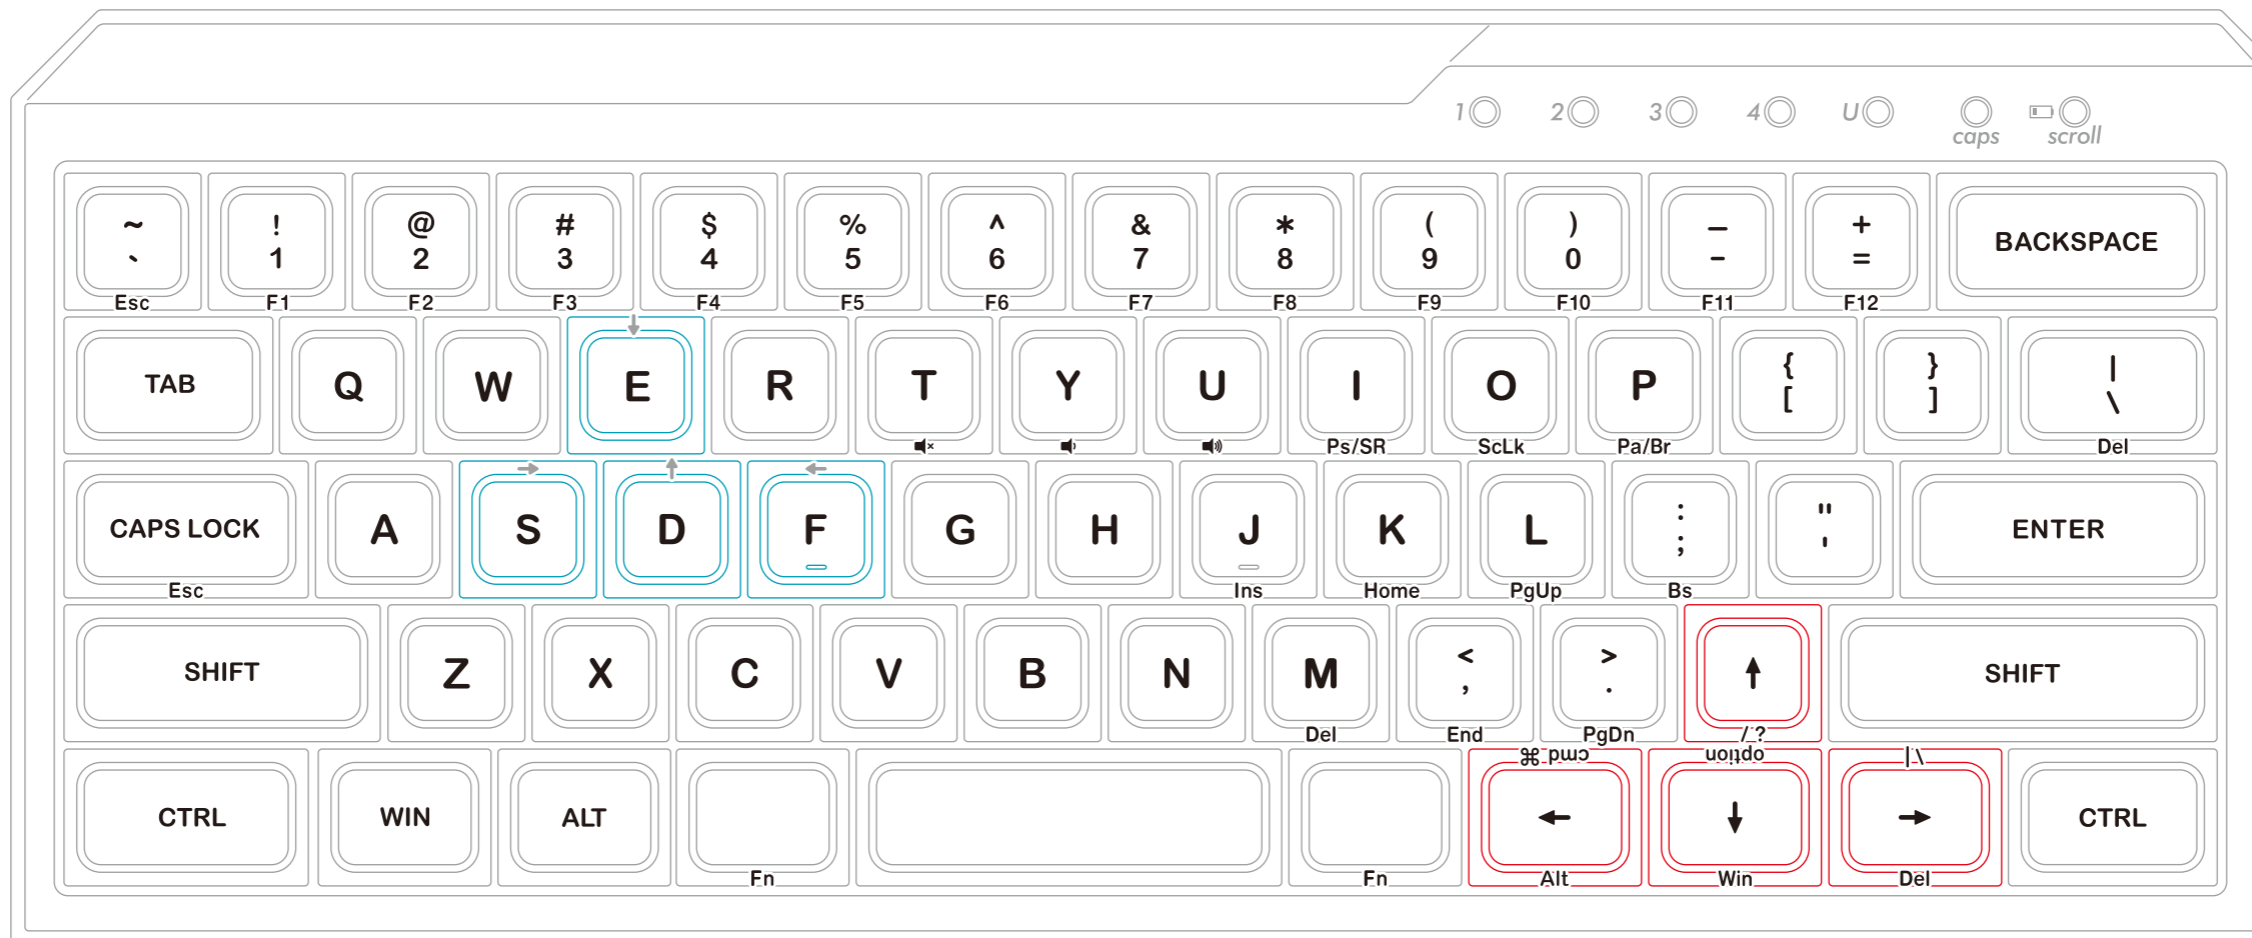 1 2 3 4 U caps scroll
~ ! @ # $ % ^ & * ( ) _ +
` 1 2 3 4 5 6 7 8 9 0 - = BACKSPACE
Esc F1 F2 F3 F4 F5 F6 F7 F8 F9 F10 F11 F12
TAB Q W E R T Y U I O P { [ } ] | \
Ps/SR ScLk Pa/Br Del
CAPS LOCK A S D F G H J K L : ; " ' ENTER
Esc Ins Home PgUp Bs
SHIFT Z X C V B N M < , > . ↑ SHIFT
Del End PgDn / ?
⌘ cmd option | \
CTRL WIN ALT ← ↓ → CTRL
Fn Fn Alt Win Del